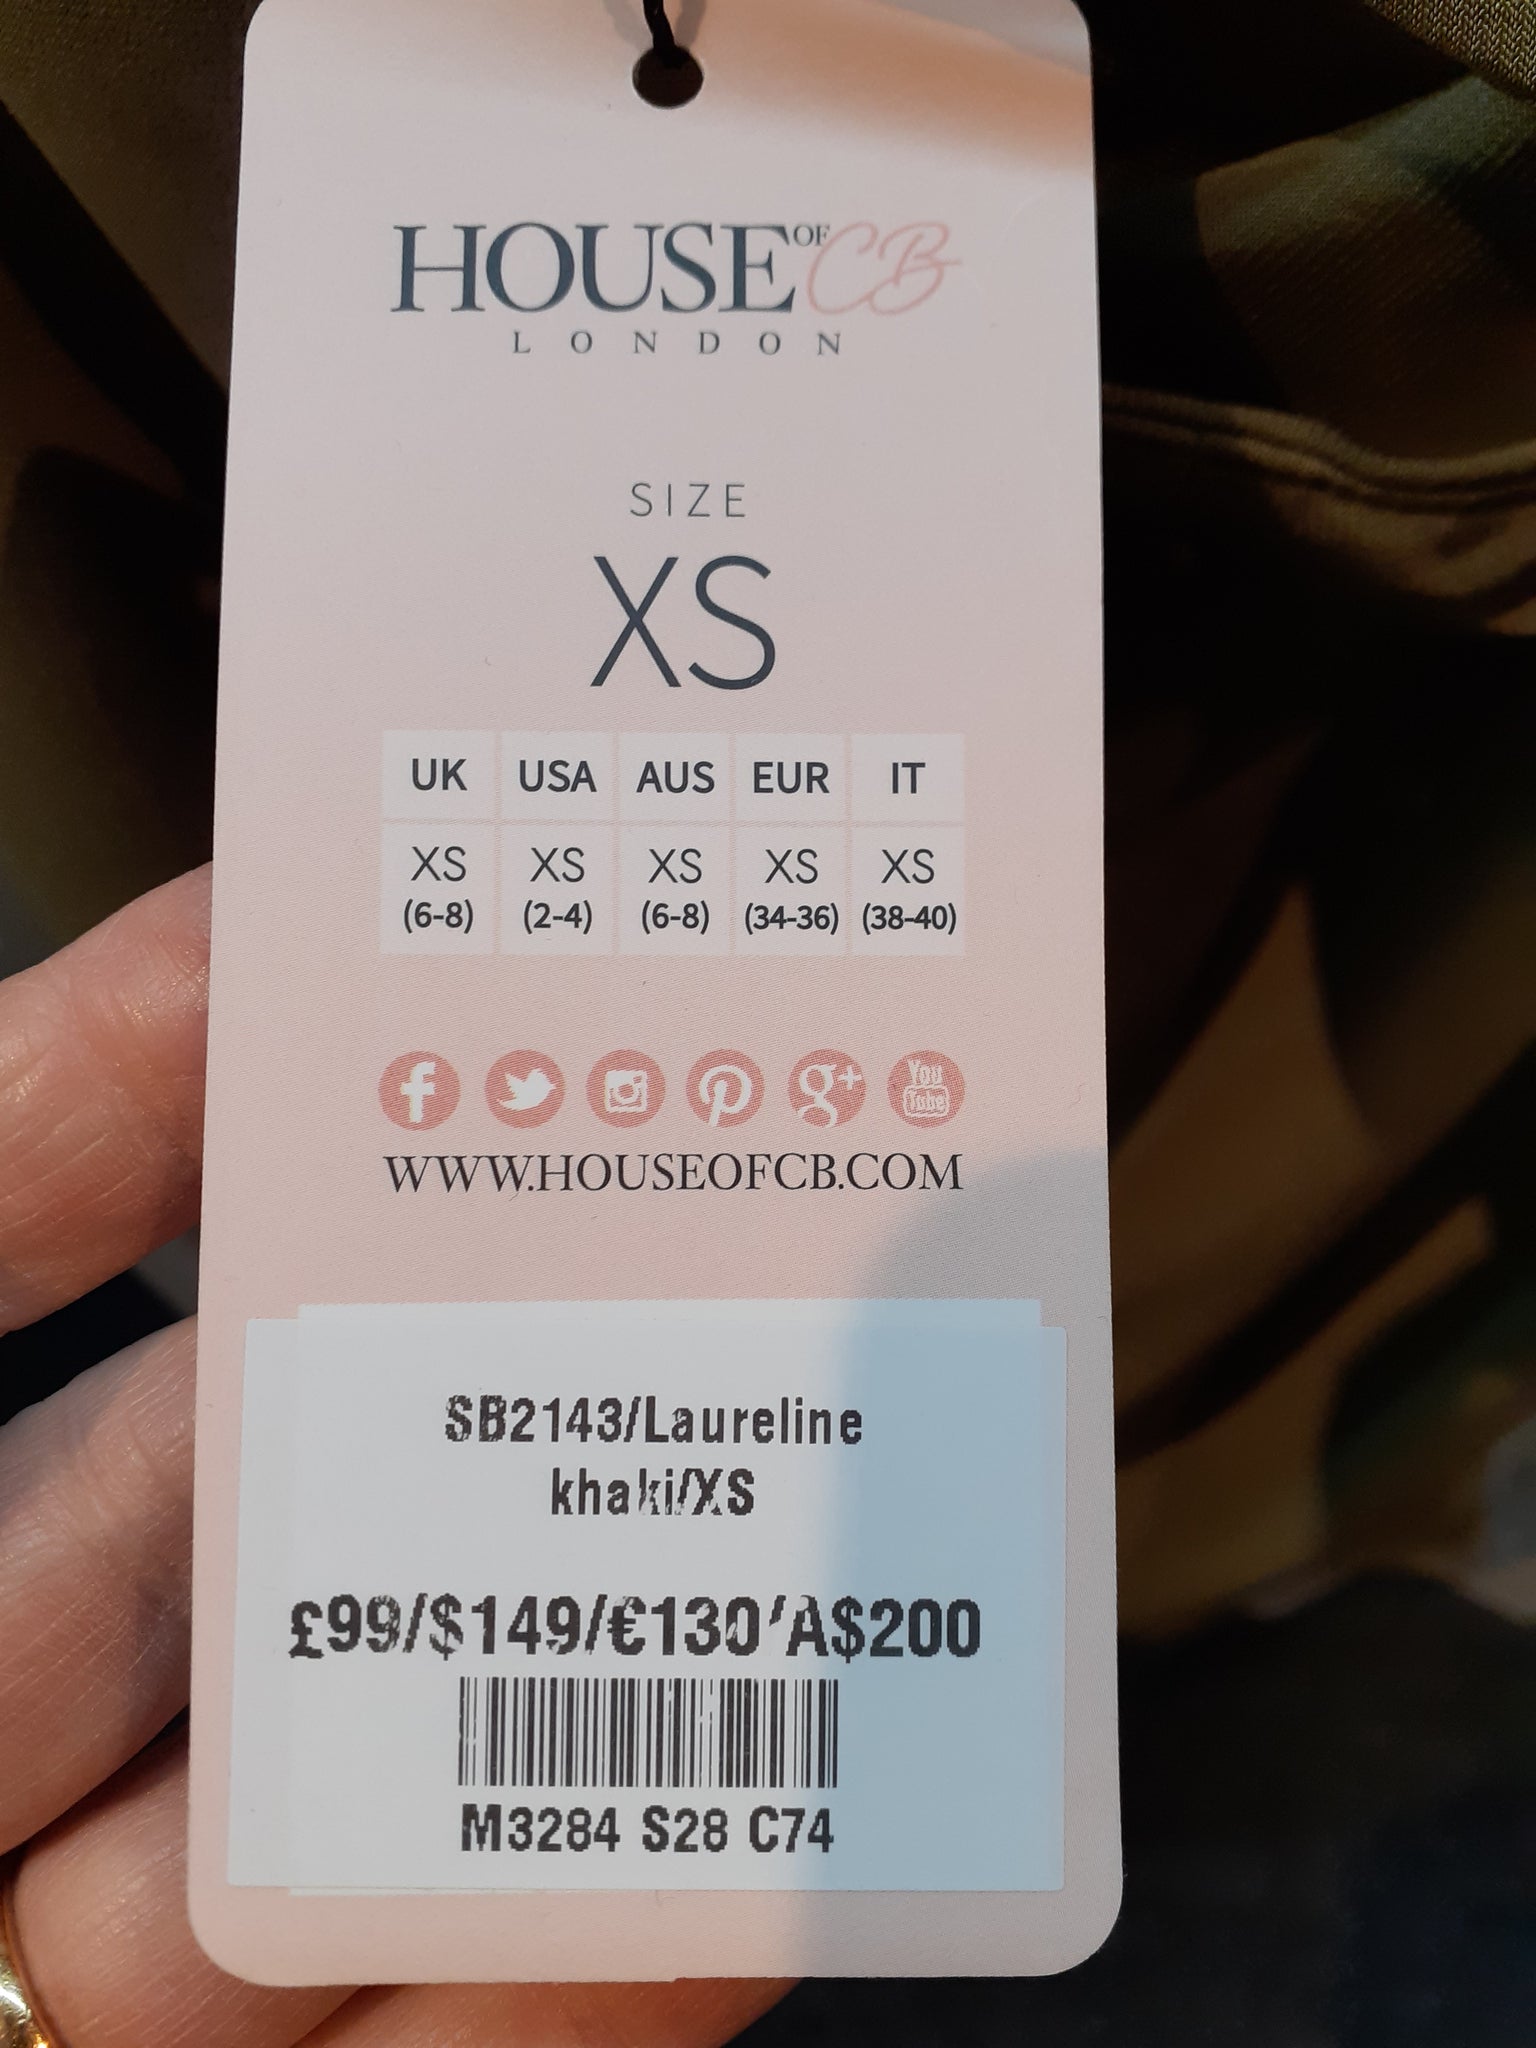 HOUSE OF CB
LONDON
SIZE
XS
UK USA AUS EUR IT
XS XS XS XS XS
(6-8) (2-4) (6-8) (34-36) (38-40)
f g+ You
Tube
WWW.HOUSEOFCB.COM
SB2143/Laureline
khaki/XS
£99/$149/€130/A$200
M3284 S28 C74